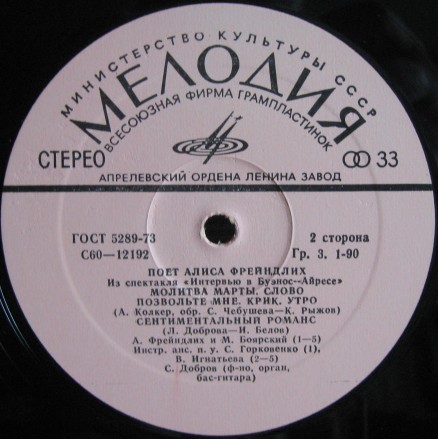 МИНИСТЕРСТВО КУЛЬТУРЫ СССР
МЕЛОДИЯ
ВСЕСОЮЗНАЯ ФИРМА ГРАМПЛАСТИНОК
СТЕРЕО 33
АПРЕЛЕВСКИЙ ОРДЕНА ЛЕНИНА ЗАВОД
ГОСТ 5289-73 2 сторона
С60—12192 Гр. 3. 1-90
ПОЕТ АЛИСА ФРЕЙНДЛИХ
Из спектакля «Интервью в Буэнос--Айресе»
МОЛИТВА МАРТЫ. СЛОВО
ПОЗВОЛЬТЕ МНЕ. КРИК. УТРО
(А. Колкер, обр. С. Чебушева—К. Рыжов)
СЕНТИМЕНТАЛЬНЫЙ РОМАНС
(Л. Доброва—И. Белов)
А. Фрейндлих и М. Боярский (1—5)
Инстр. анс. п. у. С. Горковенко (1),
В. Игнатьева (2—5)
С. Добров (ф-но, орган,
бас-гитара)